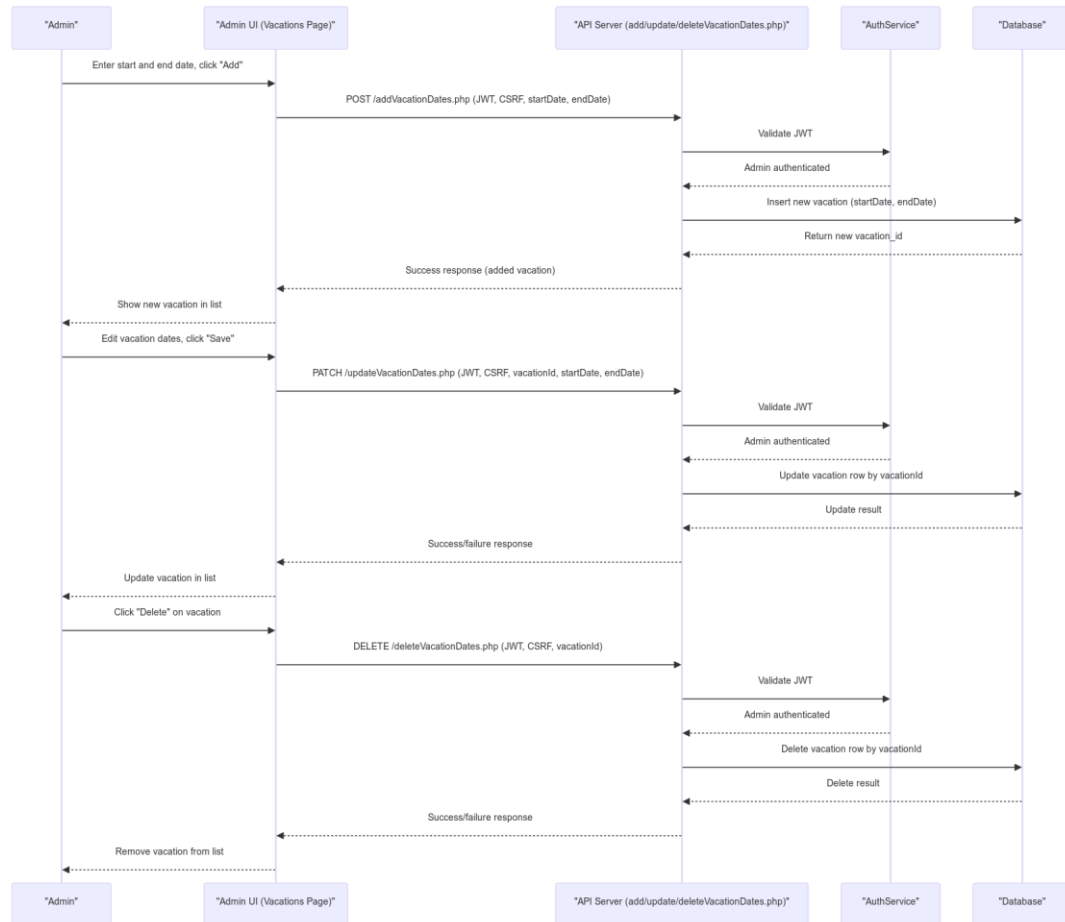 "Admin"
Admin UI (Vacations Page)"
"API Server (add/update/deleteVacationDates.php)"
"AuthService"
"Database"
Enter start and end date, click "Add"
POST /addVacationDates.php (JWT, CSRF, startDate, endDate)
Validate JWT
Admin authenticated
Insert new vacation (startDate, endDate)
Return new vacation_id
Success response (added vacation)
Show new vacation in list
Edit vacation dates, click "Save"
PATCH /updateVacationDates.php (JWT, CSRF, vacationId, startDate, endDate)
Validate JWT
Admin authenticated
Update vacation row by vacationId
Update result
Success/failure response
Update vacation in list
Click "Delete" on vacation
DELETE /deleteVacationDates.php (JWT, CSRF, vacationId)
Validate JWT
Admin authenticated
Delete vacation row by vacationId
Delete result
Success/failure response
Remove vacation from list
"Admin"
"Admin UI (Vacations Page)"
"API Server (add/update/deleteVacationDates.php)"
"AuthService"
"Database"